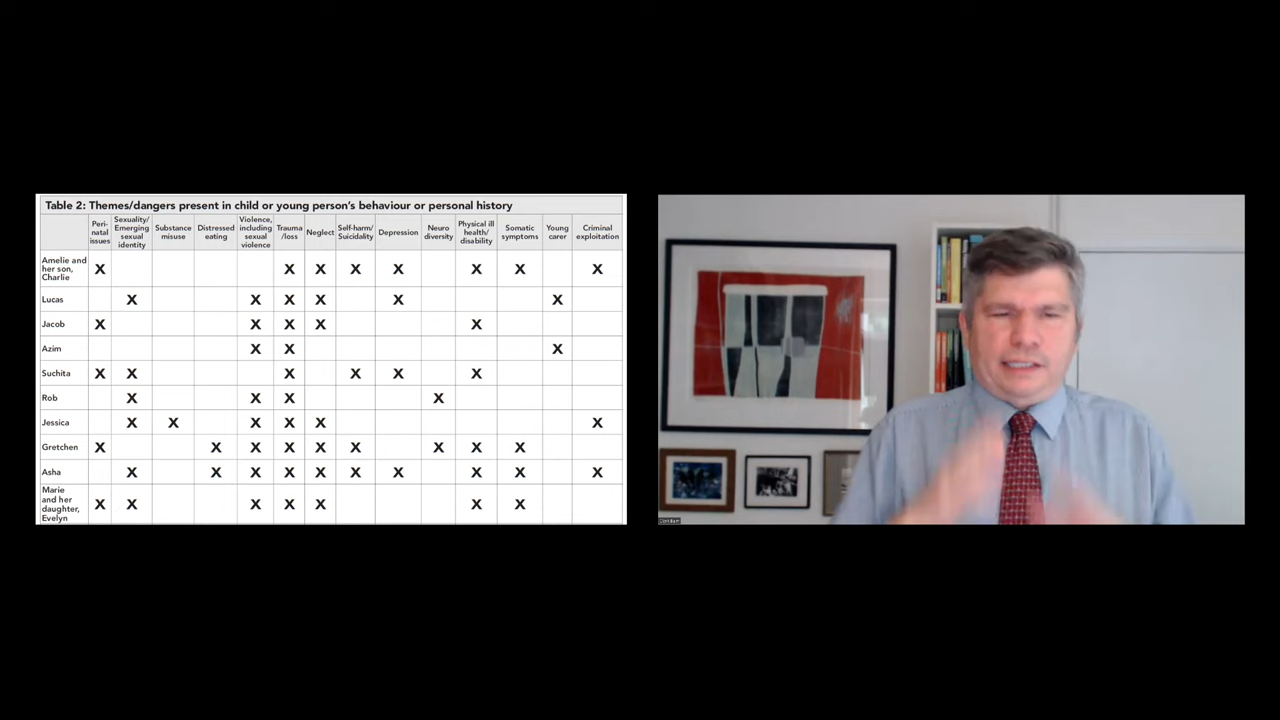 Table 2: Themes/dangers present in child or young person's behaviour or personal history
Peri-
natal
issues
Sexuality/
Emerging
sexual
identity
Substance
misuse
Distressed
eating
Violence,
including
sexual
violence
Trauma
/loss
Neglect
Self-harm/
Suicidality
Depression
Neuro
diversity
Physical ill
health/
disability
Somatic
symptoms
Young
carer
Criminal
exploitation
Amelie and
her son,
Charlie
X X X X X X X X
Lucas X X X X X X
Jacob X X X X X
Azim X X X
Suchita X X X X X X
Rob X X X X
Jessica X X X X X X
Gretchen X X X X X X X X X
Asha X X X X X X X X X X
Marie
and her
daughter,
Evelyn
X X X X X X X